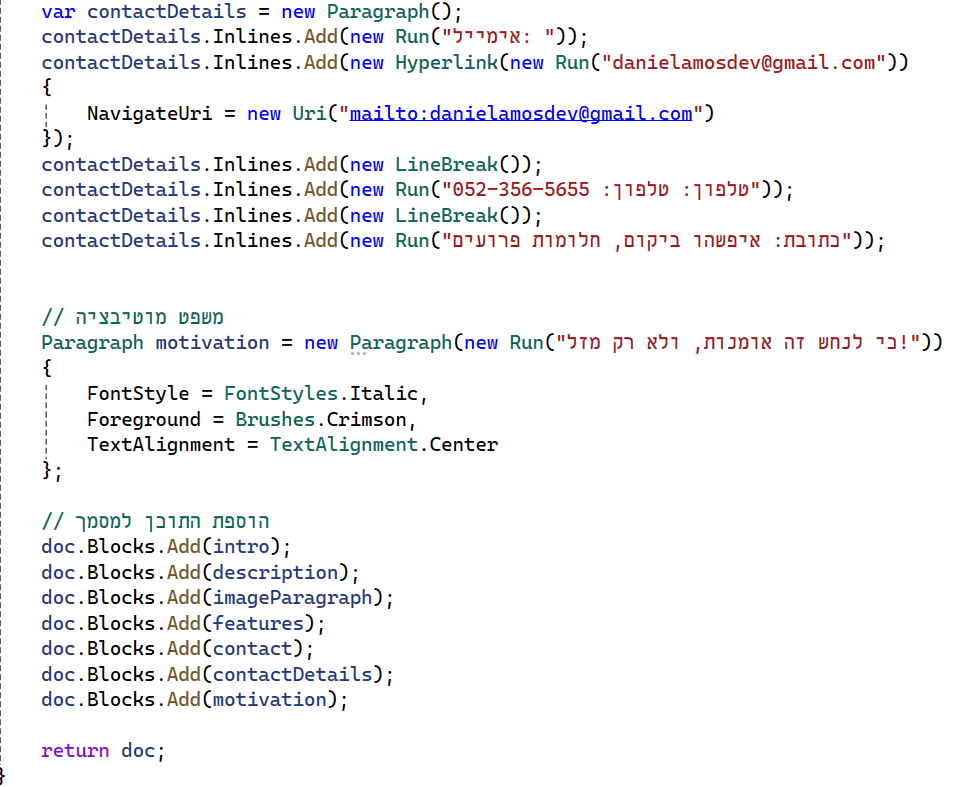 var contactDetails = new Paragraph();
contactDetails.Inlines.Add(new Run("אימייל: "));
contactDetails.Inlines.Add(new Hyperlink(new Run("danielamosdev@gmail.com"))
{
NavigateUri = new Uri("mailto:danielamosdev@gmail.com")
});
contactDetails.Inlines.Add(new LineBreak());
contactDetails.Inlines.Add(new Run("טלפון: טלפון: 052-356-5655"));
contactDetails.Inlines.Add(new LineBreak());
contactDetails.Inlines.Add(new Run("כתובת: איפשהו ביקום, חלומות פרועים"));
// משפט מוטיבציה
Paragraph motivation = new Paragraph(new Run("כי לנחש זה אומנות, ולא רק מזל!"))
{
FontStyle = FontStyles.Italic,
Foreground = Brushes.Crimson,
TextAlignment = TextAlignment.Center
};
// הוספת התוכן למסמך
doc.Blocks.Add(intro);
doc.Blocks.Add(description);
doc.Blocks.Add(imageParagraph);
doc.Blocks.Add(features);
doc.Blocks.Add(contact);
doc.Blocks.Add(contactDetails);
doc.Blocks.Add(motivation);
return doc;
}